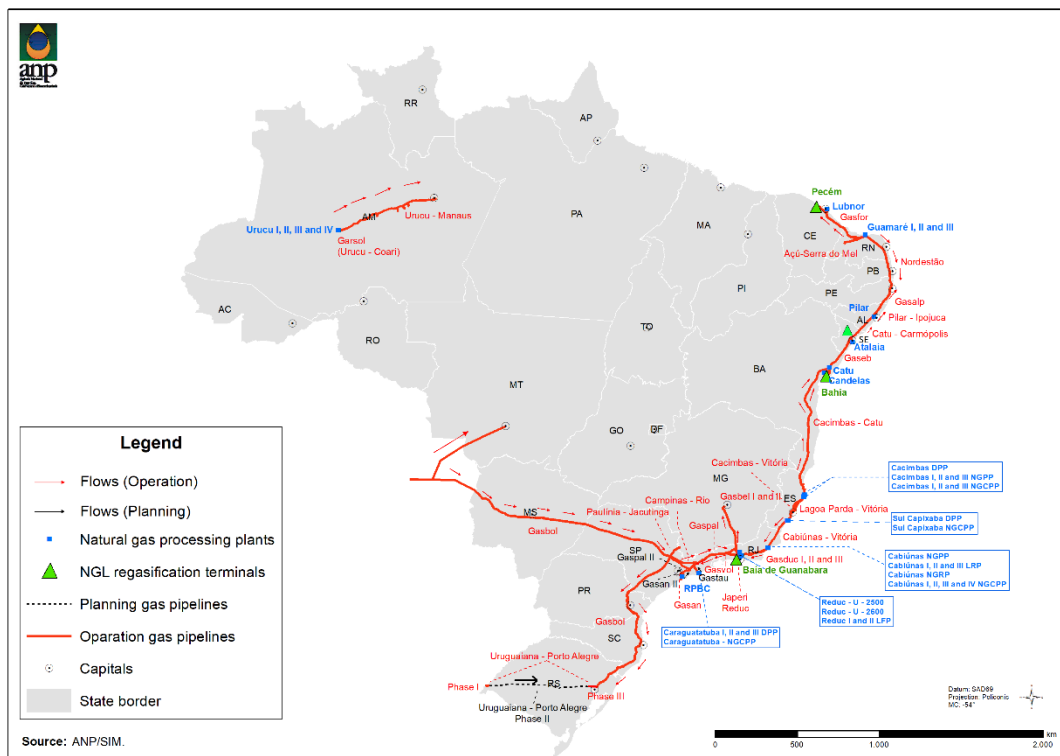 anp
RR
AP
AM
Urucu - Manaus
Urucu I, II, III and IV
Garsol
(Urucu - Coari)
PA
MA
Pecém
Lubnor
Gasfor
CE
Guamaré I, II and III
Açú-Serra do Mel
RN
Nordestão
PB
PI
PE
Gasalp
AC
Pilar
AL
Pilar - Ipojuca
Catu - Carmópolis
SE
Atalaia
TO
RO
Gaseb
BA
Catu
Candeias
Bahia
MT
GO
DF
Cacimbas - Catu
Cacimbas - Vitória
MG
Campinas - Rio
Gasbel I and II
ES
Cacimbas DPP
Cacimbas I, II and III NGPP
Cacimbas I, II and III NGCPP
Paulínia - Jacutinga
Lagoa Parda - Vitória
MS
Gasbol
Gaspal
Sul Capixaba DPP
Sul Capixaba NGCPP
Cabiúnas - Vitória
SP
Gaspal II
RJ
Gasduc I, II and III
Gasvol
Baia de Guanabara
Cabiúnas NGPP
Cabiúnas I, II and III LRP
Cabiúnas NGRP
Cabiúnas I, II, III and IV NGCPP
Gastau
Gasan II
RPBC
PR
Gasan
Japeri
Reduc
Reduc - U - 2500
Reduc - U - 2600
Reduc I and II LFP
Gasbol
SC
Caraguatatuba I, II and III DPP
Caraguatatuba - NGCPP
Uruguaiana - Porto Alegre
RS
Phase I
Phase III
Uruguaiana - Porto Alegre
Phase II
Legend
Flows (Operation)
Flows (Planning)
Natural gas processing plants
NGL regasification terminals
Planning gas pipelines
Operation gas pipelines
Capitals
State border
Source: ANP/SIM.
Datum: SAD69
Projection: Policonis
MC: -54°
km
0 500 1.000 2.000